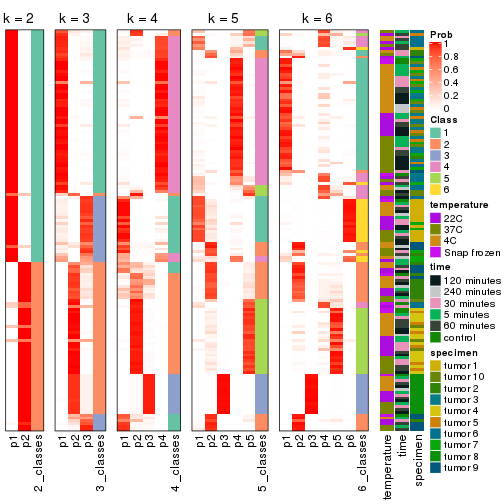 k = 2
k = 3
k = 4
k = 5
k = 6
p1
p2
2_classes
p1
p2
p3
3_classes
p1
p2
p3
p4
4_classes
p1
p2
p3
p4
p5
5_classes
p1
p2
p3
p4
p5
p6
6_classes
temperature
time
specimen
Prob
1
0.8
0.6
0.4
0.2
0
Class
1
2
3
4
5
6
temperature
22C
37C
4C
Snap frozen
time
120 minutes
240 minutes
30 minutes
5 minutes
60 minutes
control
specimen
tumor 1
tumor 10
tumor 2
tumor 3
tumor 4
tumor 5
tumor 6
tumor 7
tumor 8
tumor 9